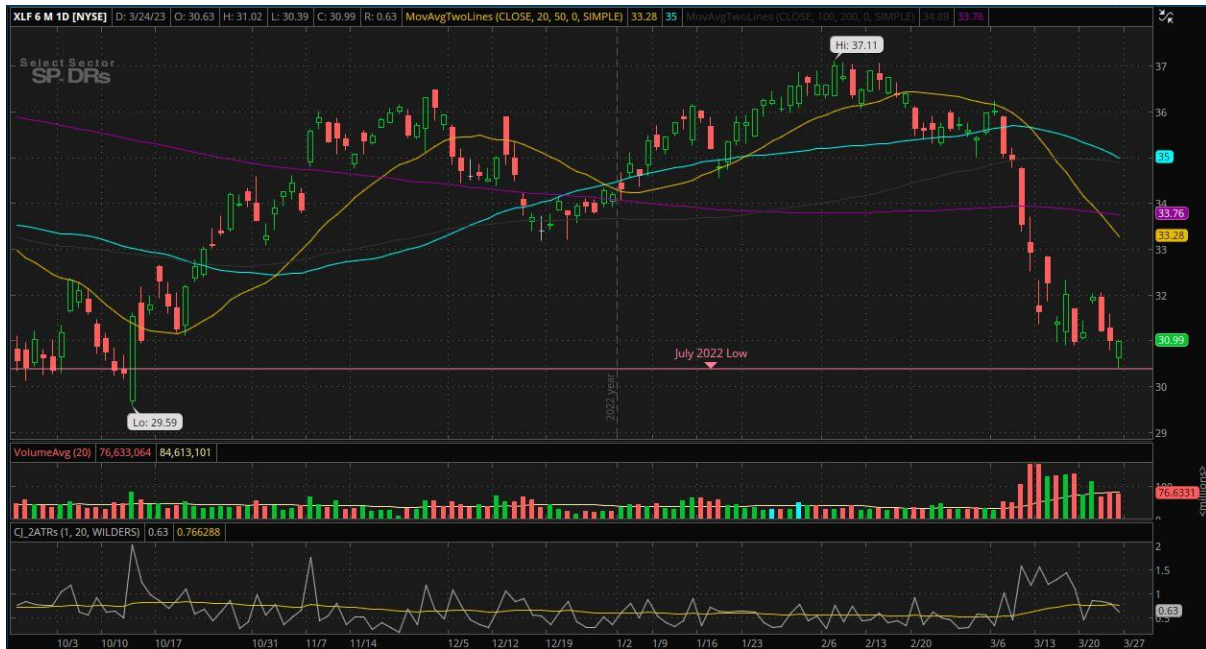 XLF 6 M 1D [NYSE] D: 3/24/23 O: 30.63 H: 31.02 L: 30.39 C: 30.99 R: 0.63 MovAvgTwoLines (CLOSE, 20, 50, 0, SIMPLE) 33.28 35 MovAvgTwoLines (CLOSE, 100, 200, 0, SIMPLE) 34.89 33.76
Select Sector
SPDRs
Hi: 37.11
37
36
35
34
33.76
33.28
33
32
30.99
July 2022 Low
30
Lo: 29.59
29
2022 year
VolumeAvg (20) 76,633,064 84,613,101
100
76.6331
0
<millions>
CJ_2ATRs (1, 20, WILDERS) 0.63 0.766288
2
1.5
1
0.63
0.5
10/3 10/10 10/17 10/31 11/7 11/14 12/5 12/12 12/19 1/2 1/9 1/16 1/23 2/6 2/13 2/20 3/6 3/13 3/20 3/27